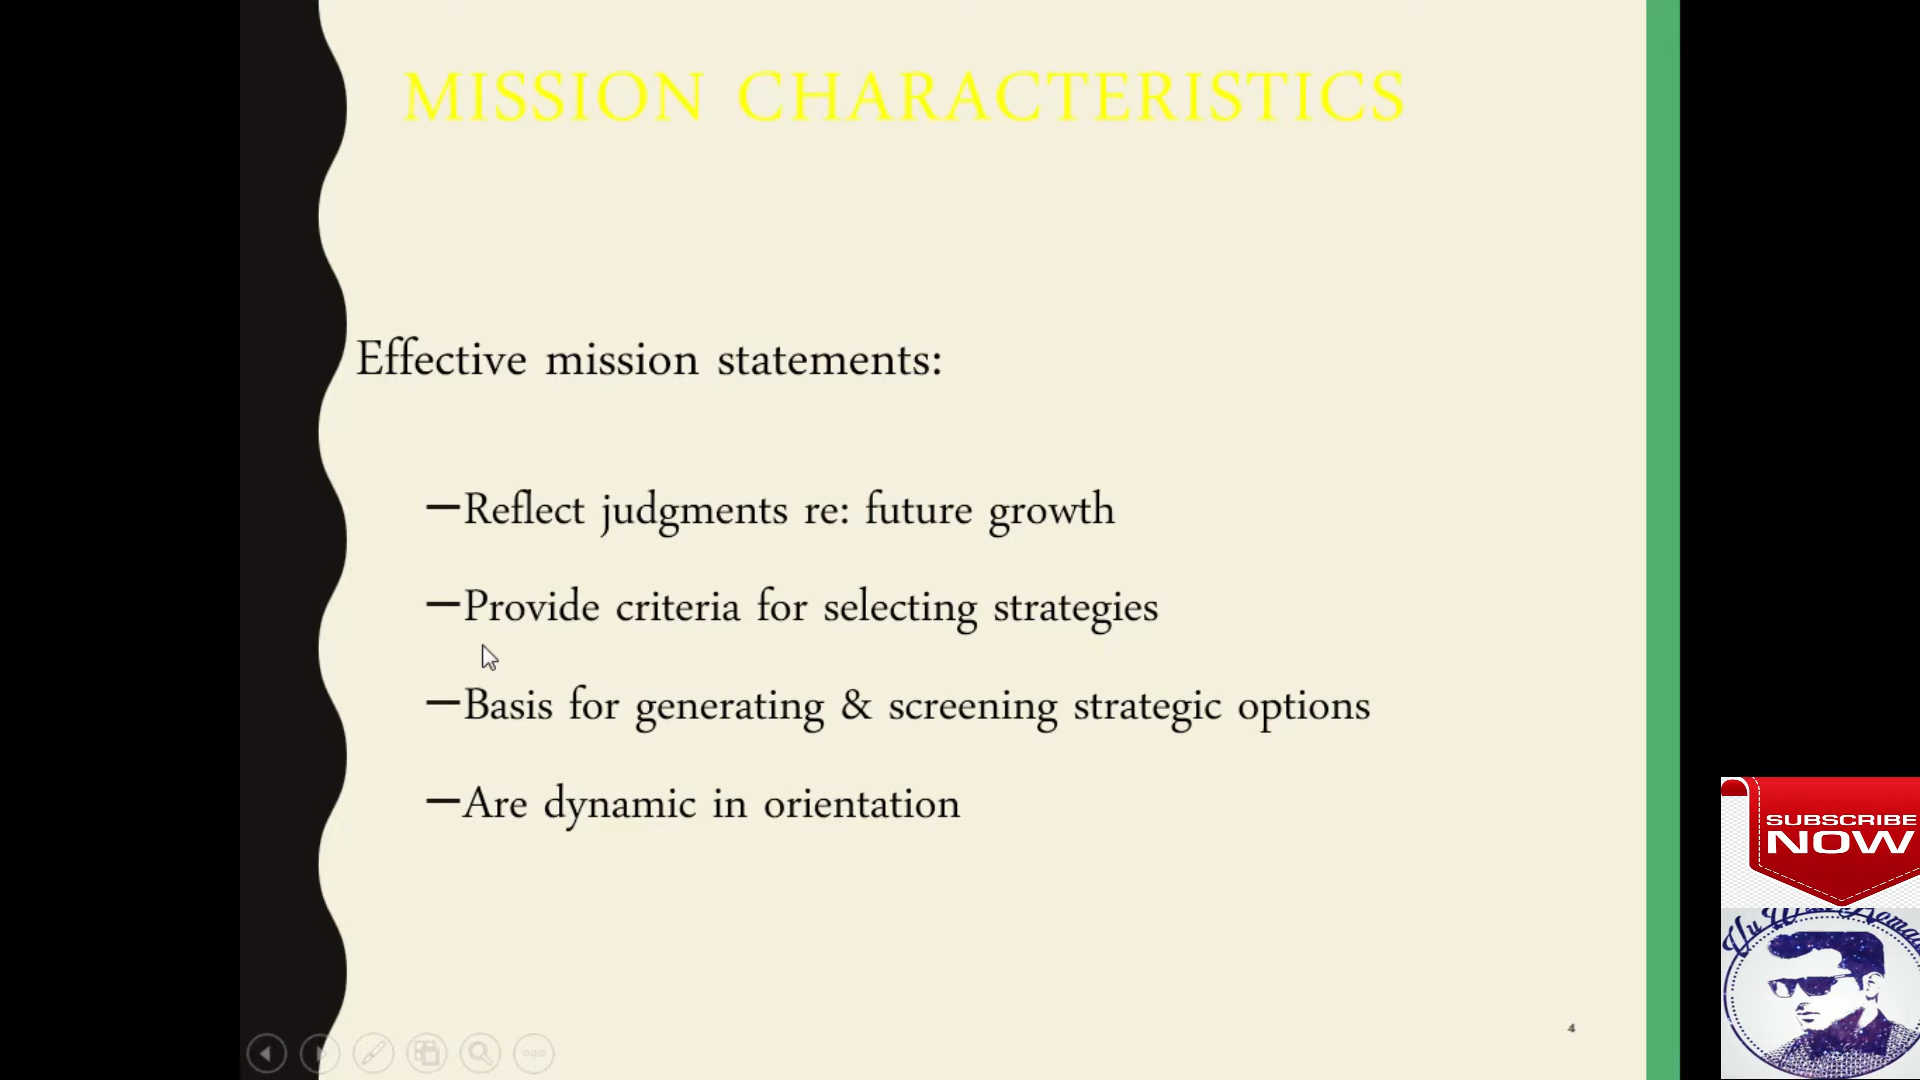 MISSION CHARACTERISTICS
Effective mission statements:
–Reflect judgments re: future growth
–Provide criteria for selecting strategies
–Basis for generating & screening strategic options
–Are dynamic in orientation
SUBSCRIBE
NOW
4